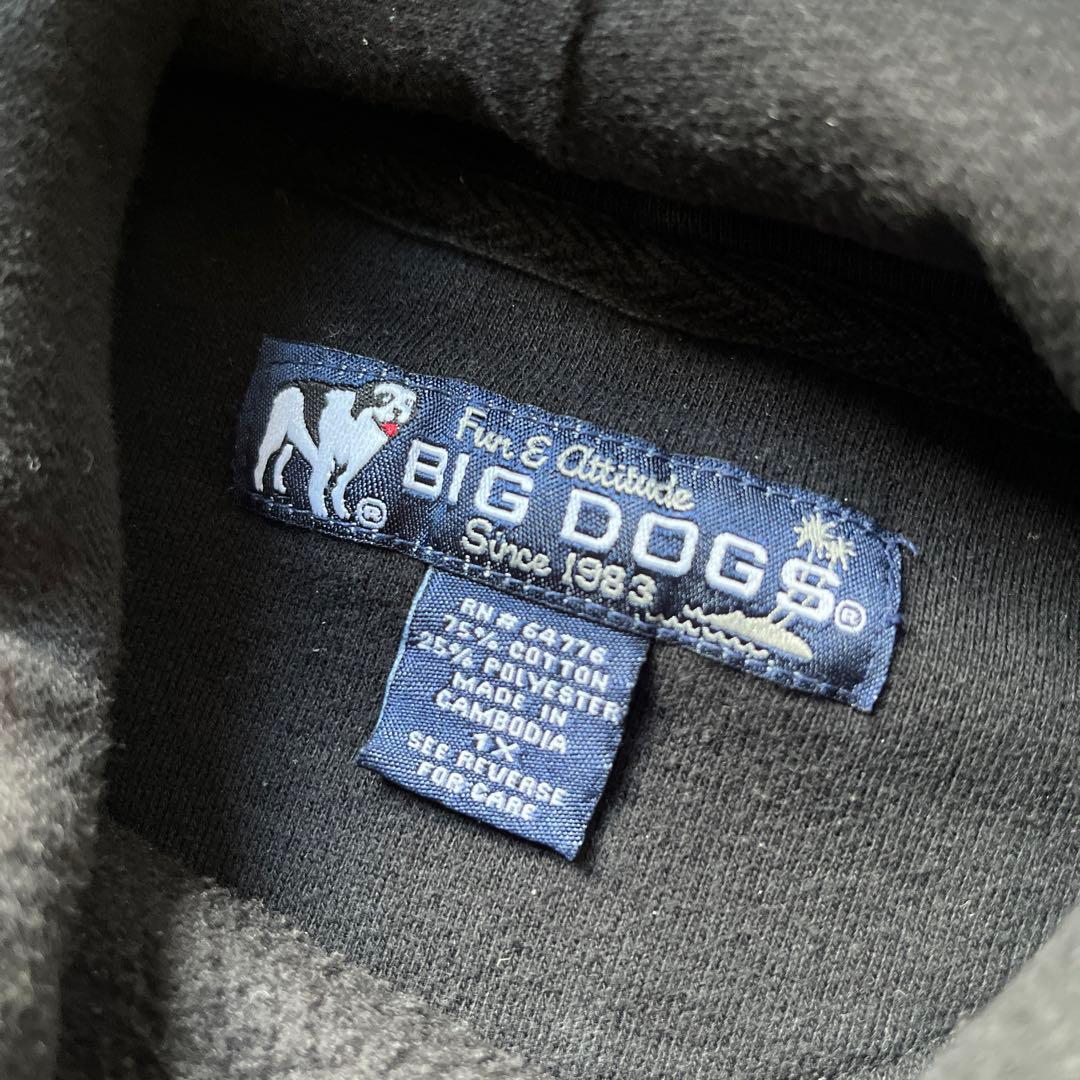 Fun & Attitude
BIG DOGS®
Since 1983
®
RN # 64776
75% COTTON
25% POLYESTER
MADE IN
CAMBODIA
1X
SEE REVERSE
FOR CARE